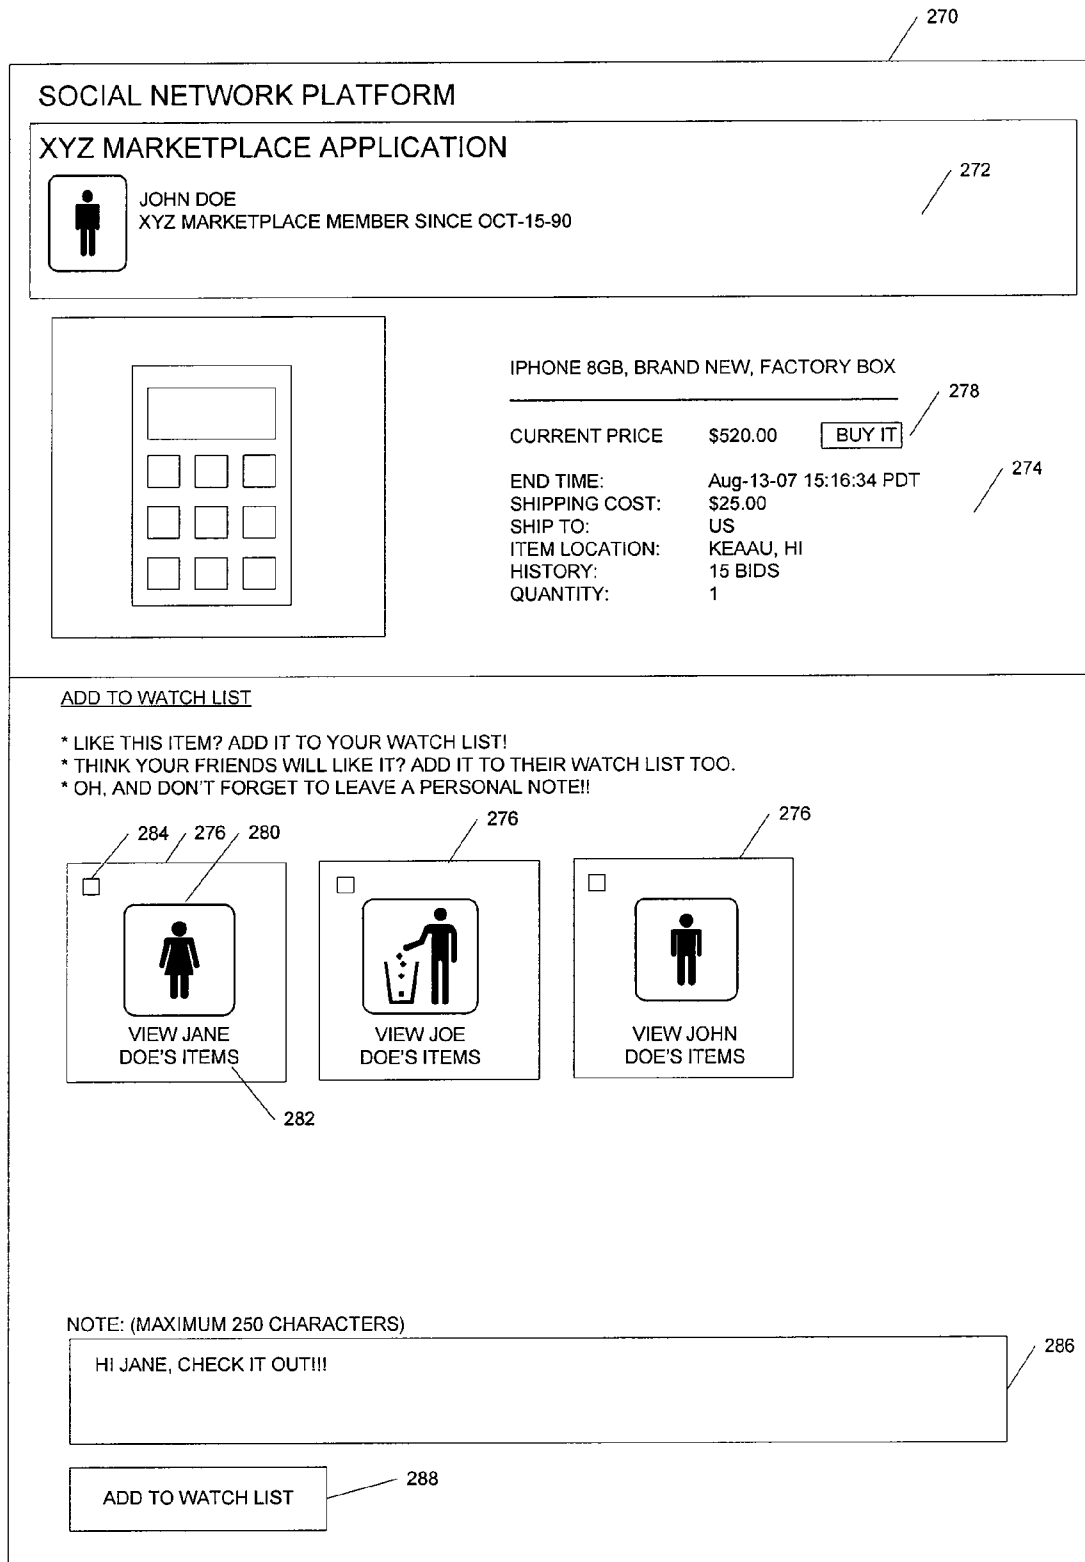 270
SOCIAL NETWORK PLATFORM
XYZ MARKETPLACE APPLICATION
272
JOHN DOE
XYZ MARKETPLACE MEMBER SINCE OCT-15-90
IPHONE 8GB, BRAND NEW, FACTORY BOX
278
CURRENT PRICE $520.00 BUY IT
274
END TIME: Aug-13-07 15:16:34 PDT
SHIPPING COST: $25.00
SHIP TO: US
ITEM LOCATION: KEAAU, HI
HISTORY: 15 BIDS
QUANTITY: 1
ADD TO WATCH LIST
* LIKE THIS ITEM? ADD IT TO YOUR WATCH LIST!
* THINK YOUR FRIENDS WILL LIKE IT? ADD IT TO THEIR WATCH LIST TOO.
* OH, AND DON'T FORGET TO LEAVE A PERSONAL NOTE!!
284 276 280 276 276
VIEW JANE
DOE'S ITEMS
VIEW JOE
DOE'S ITEMS
VIEW JOHN
DOE'S ITEMS
282
NOTE: (MAXIMUM 250 CHARACTERS)
HI JANE, CHECK IT OUT!!!
286
ADD TO WATCH LIST
288